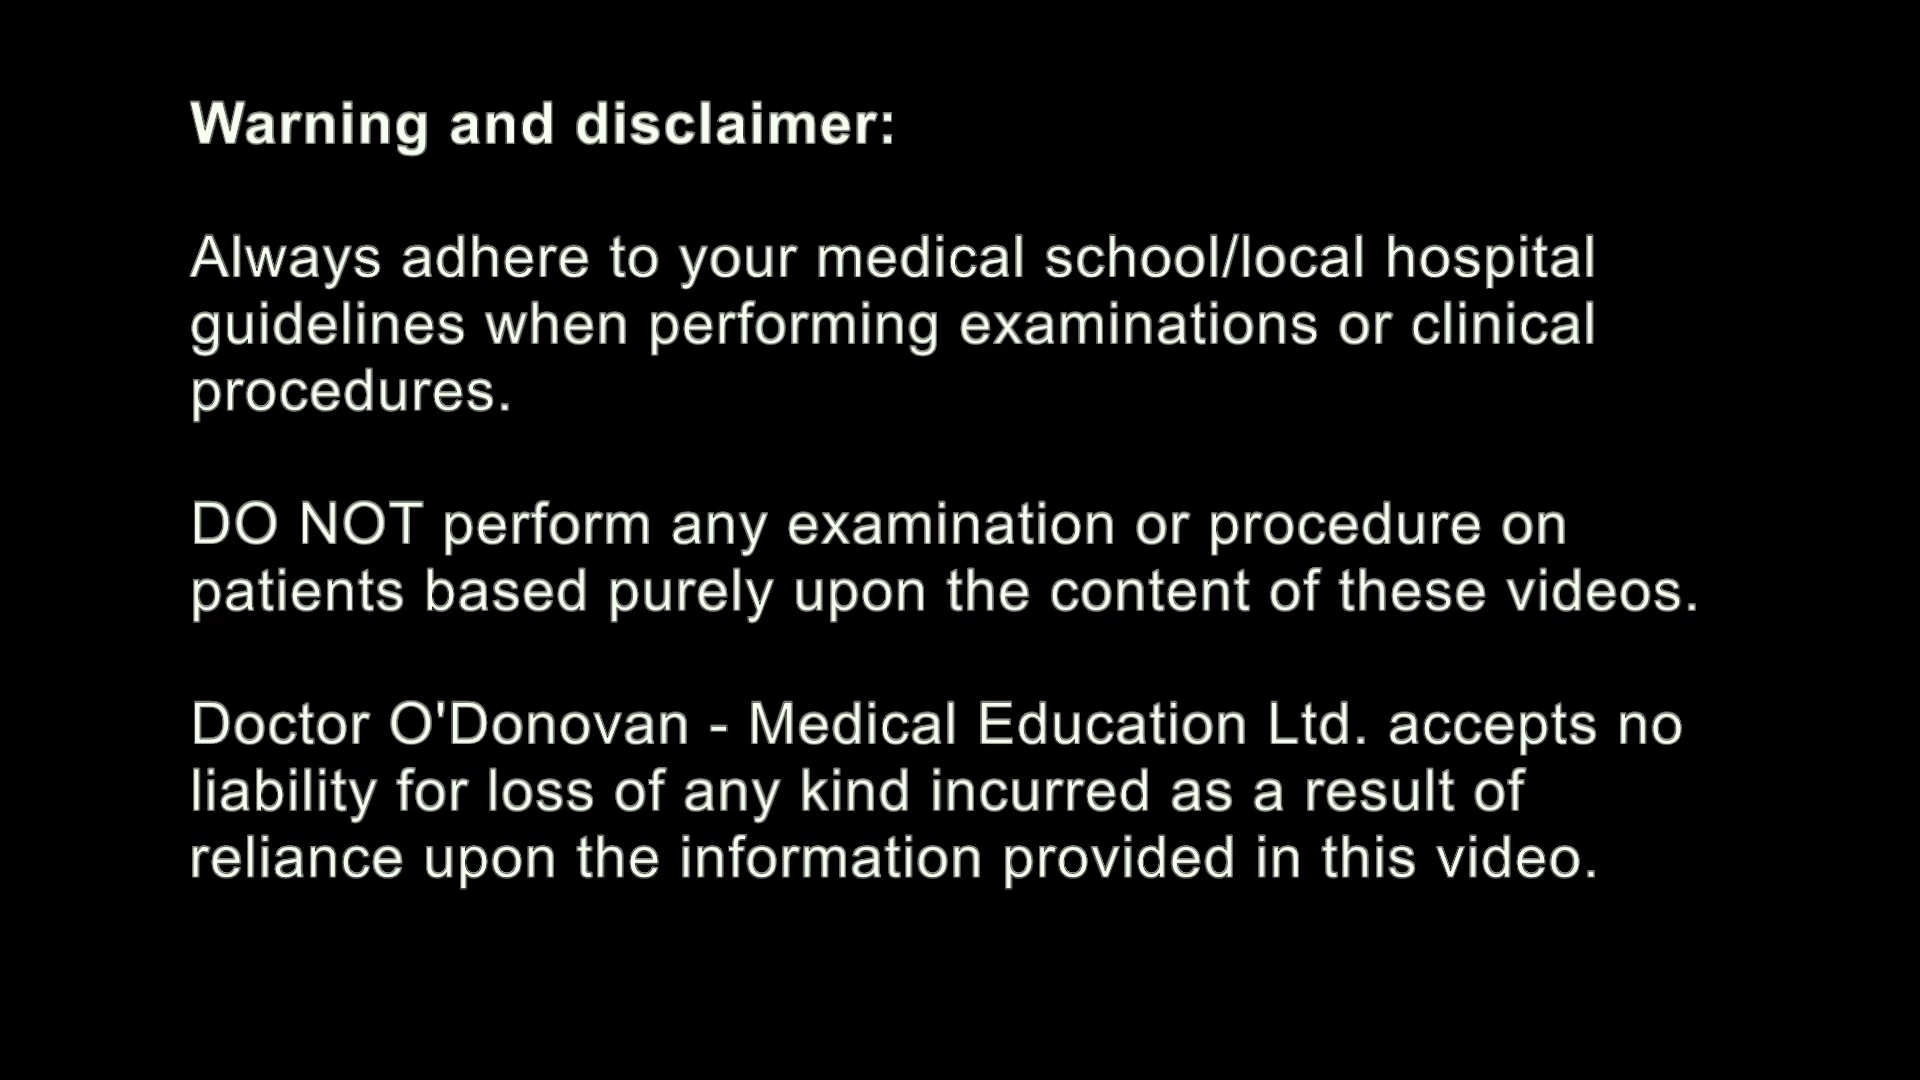 Warning and disclaimer:
Always adhere to your medical school/local hospital
guidelines when performing examinations or clinical
procedures.
DO NOT perform any examination or procedure on
patients based purely upon the content of these videos.
Doctor O'Donovan - Medical Education Ltd. accepts no
liability for loss of any kind incurred as a result of
reliance upon the information provided in this video.